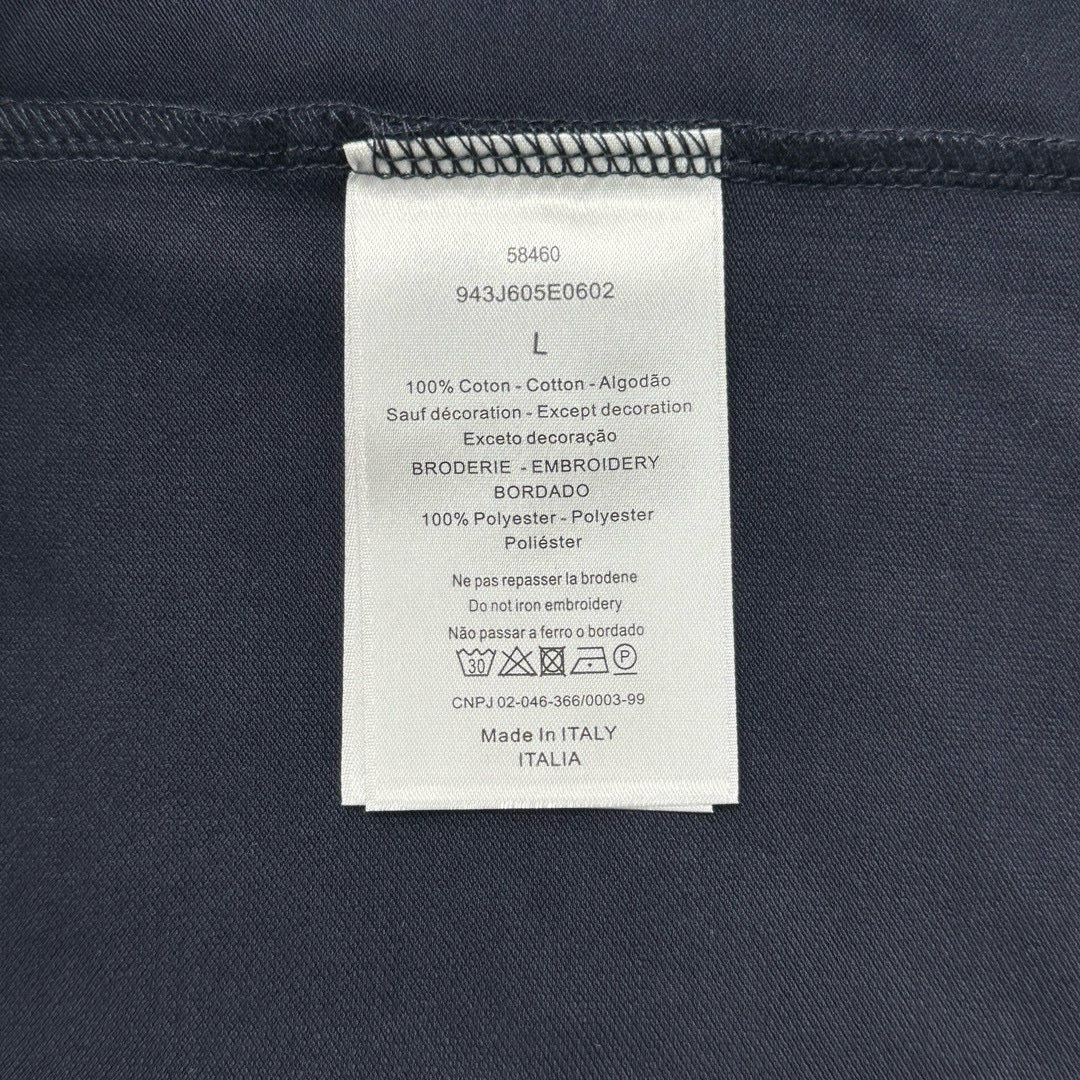 58460
943J605E0602
L
100% Coton - Cotton - Algodão
Sauf décoration - Except decoration
Exceto decoração
BRODERIE - EMBROIDERY
BORDADO
100% Polyester - Polyester
Poliéster
Ne pas repasser la brodene
Do not iron embroidery
Não passar a ferro o bordado
30 P
CNPJ 02-046-366/0003-99
Made In ITALY
ITALIA